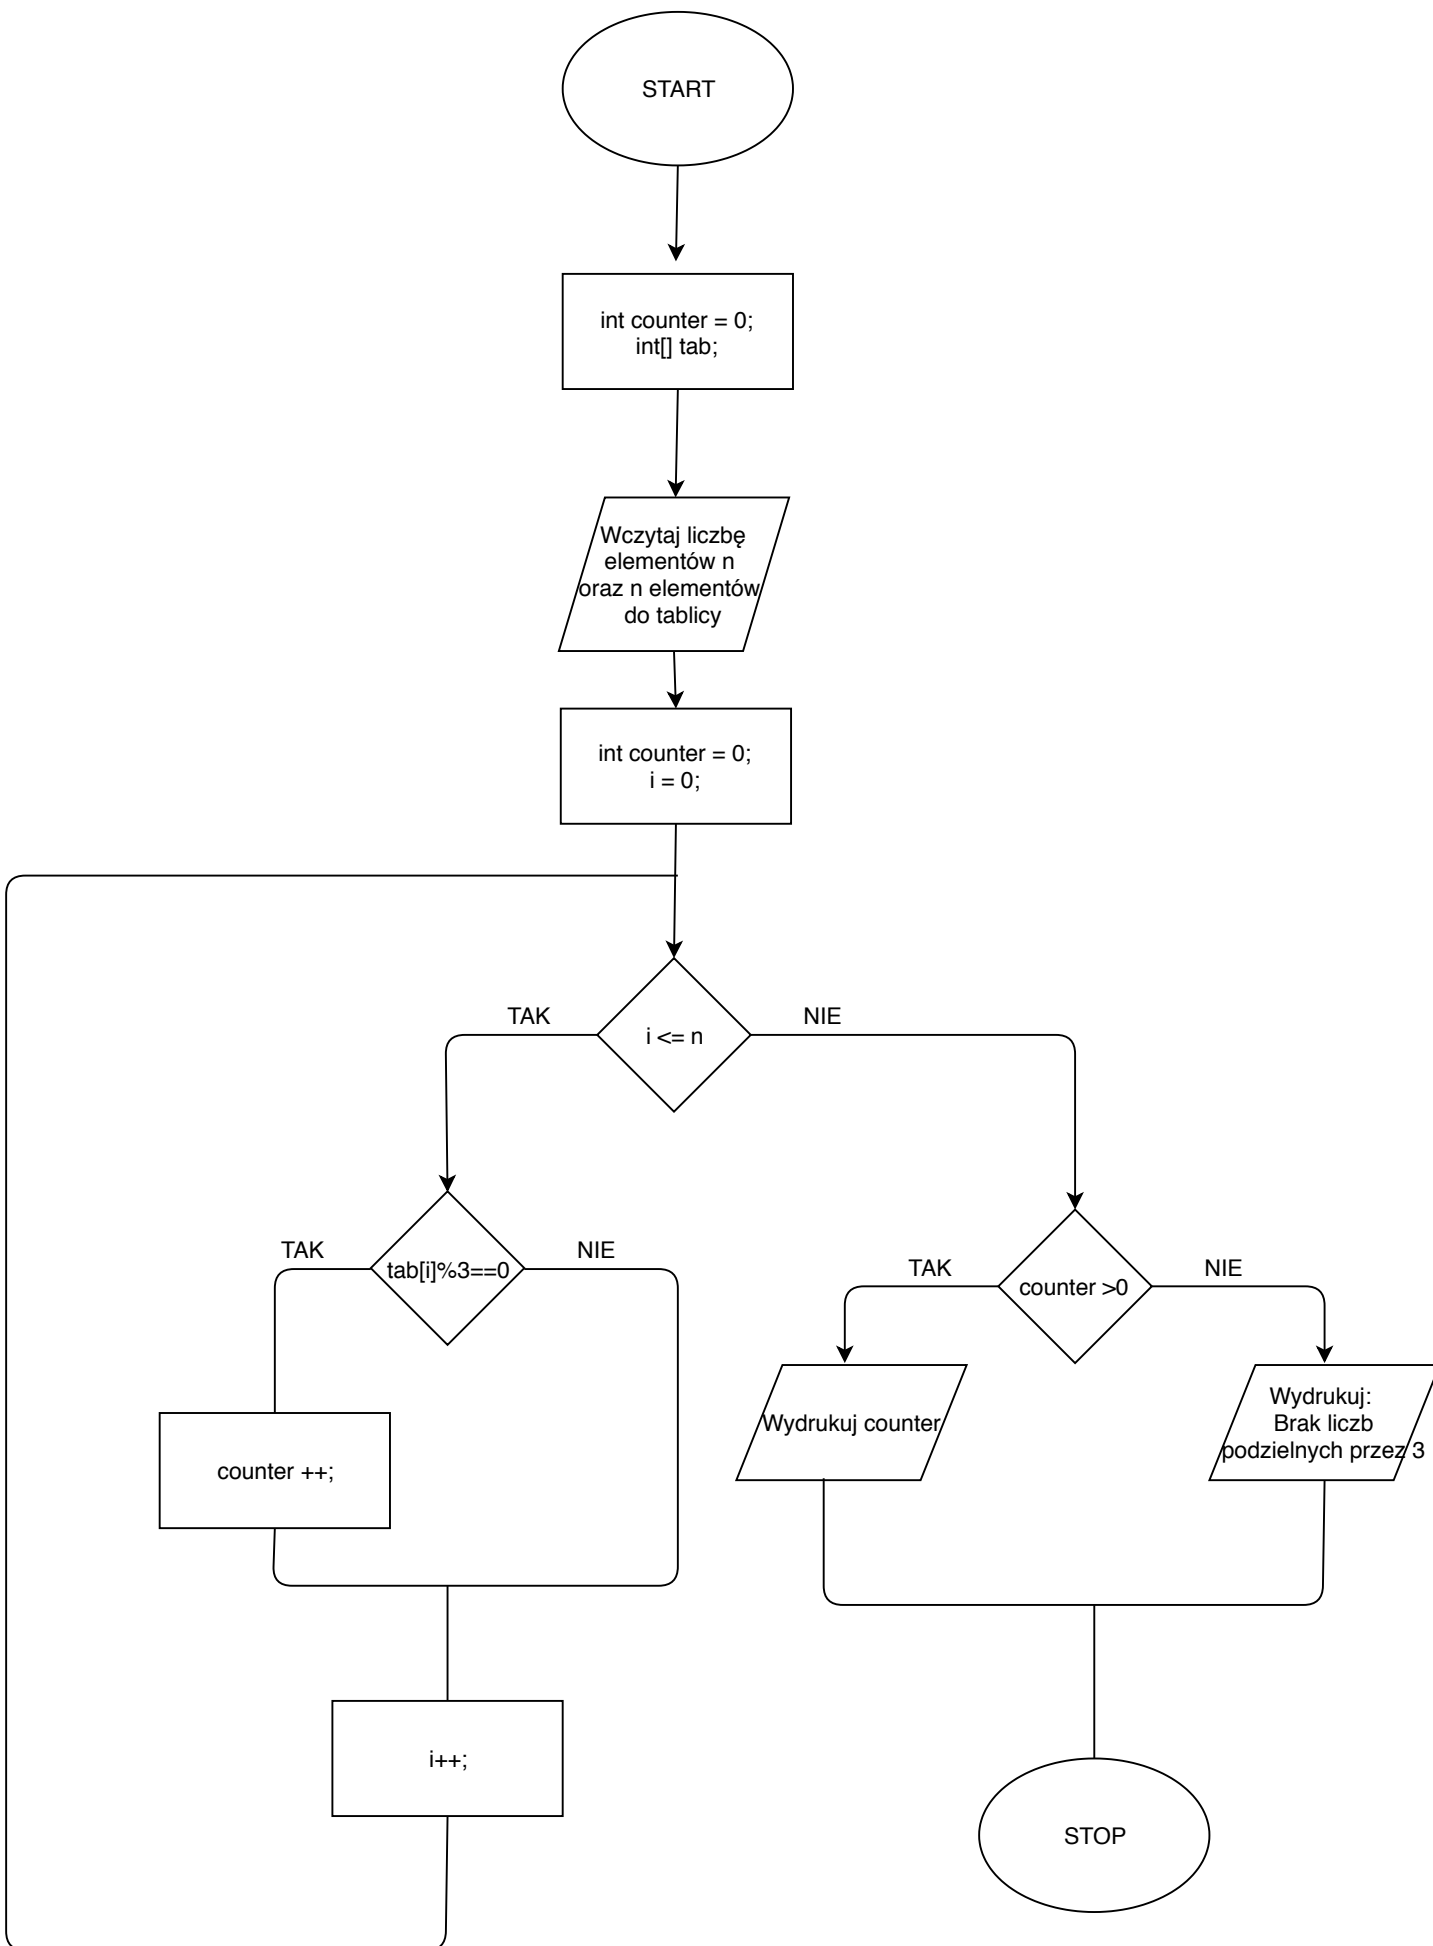 START
int counter = 0;
int[] tab;
Wczytaj liczbę
elementów n
oraz n elementów
do tablicy
int counter = 0;
i = 0;
TAK
i <= n
NIE
TAK
tab[i]%3==0
NIE
TAK
counter >0
NIE
counter ++;
Wydrukuj counter
Wydrukuj:
Brak liczb
podzielnych przez 3
i++;
STOP